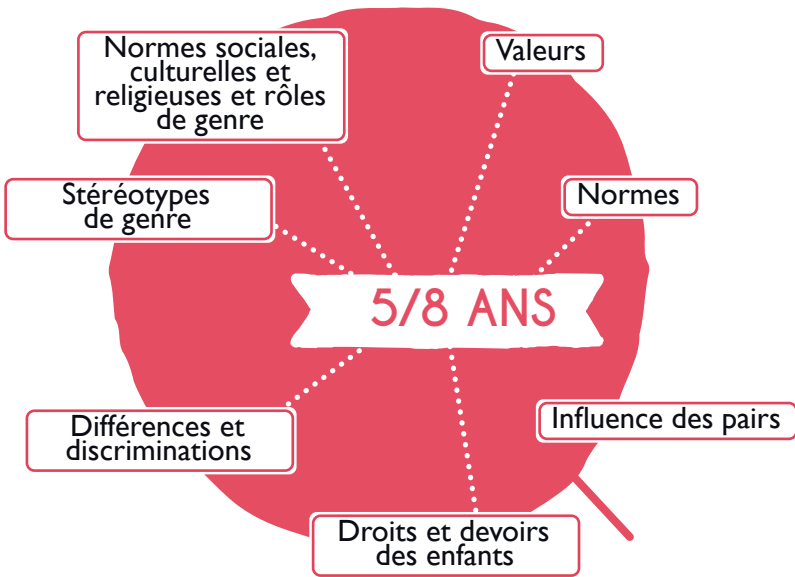 Normes sociales,
culturelles et
religieuses et rôles
de genre
Valeurs
Stéréotypes
de genre
Normes
5/8 ANS
Différences et
discriminations
Influence des pairs
Droits et devoirs
des enfants